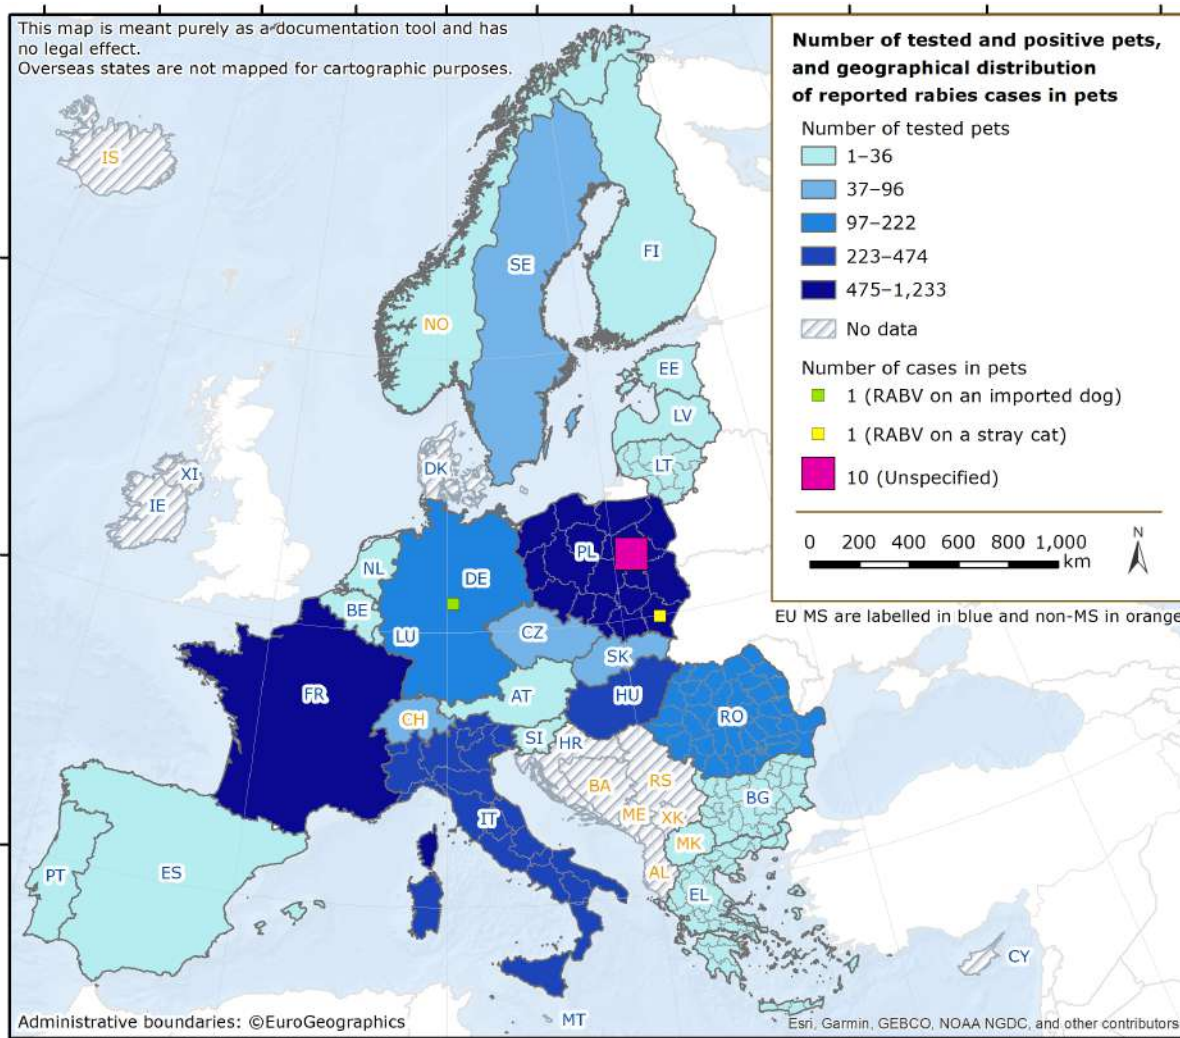 This map is meant purely as a documentation tool and has
no legal effect.
Overseas states are not mapped for cartographic purposes.
Number of tested and positive pets,
and geographical distribution
of reported rabies cases in pets
Number of tested pets
1–36
37–96
97–222
223–474
475–1,233
No data
Number of cases in pets
1 (RABV on an imported dog)
1 (RABV on a stray cat)
10 (Unspecified)
0 200 400 600 800 1,000
km
N
EU MS are labelled in blue and non-MS in orange
IS
SE
FI
NO
EE
LV
LT
DK
XI
IE
PL
NL
DE
BE
LU
CZ
SK
FR
AT
HU
CH
RO
SI
HR
BA
RS
BG
ME
XK
IT
MK
AL
PT
ES
EL
CY
MT
Administrative boundaries: ©EuroGeographics
Esri, Garmin, GEBCO, NOAA NGDC, and other contributors